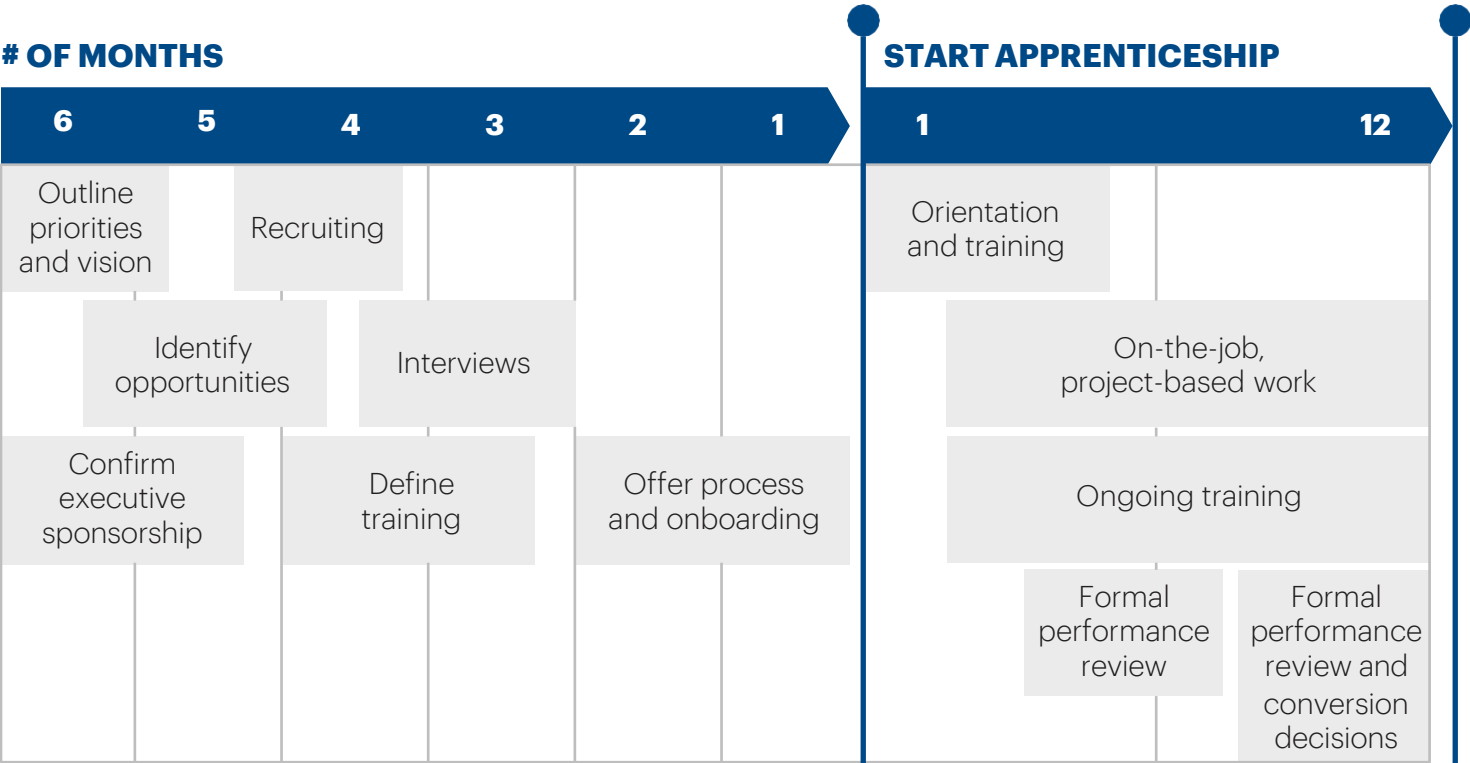 # OF MONTHS
START APPRENTICESHIP
6 5 4 3 2 1
1 12
Outline
priorities
and vision
Recruiting
Orientation
and training
Identify
opportunities
Interviews
On-the-job,
project-based work
Confirm
executive
sponsorship
Define
training
Offer process
and onboarding
Ongoing training
Formal
performance
review
Formal
performance
review and
conversion
decisions